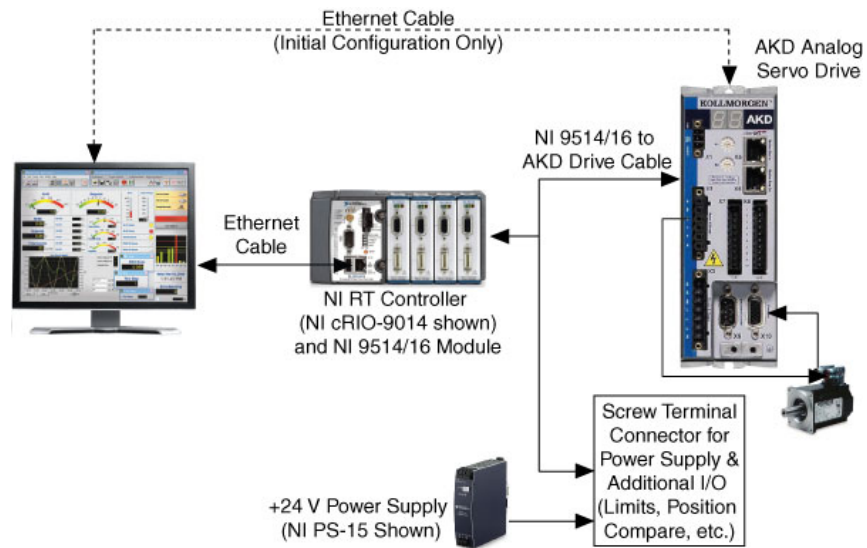 Ethernet Cable
(Initial Configuration Only)
AKD Analog
Servo Drive
KOLLMORGEN
AKD
NI 9514/16 to
AKD Drive Cable
Ethernet
Cable
NI RT Controller
(NI cRIO-9014 shown)
and NI 9514/16 Module
Screw Terminal
Connector for
Power Supply &
Additional I/O
(Limits, Position
Compare, etc.)
+24 V Power Supply
(NI PS-15 Shown)